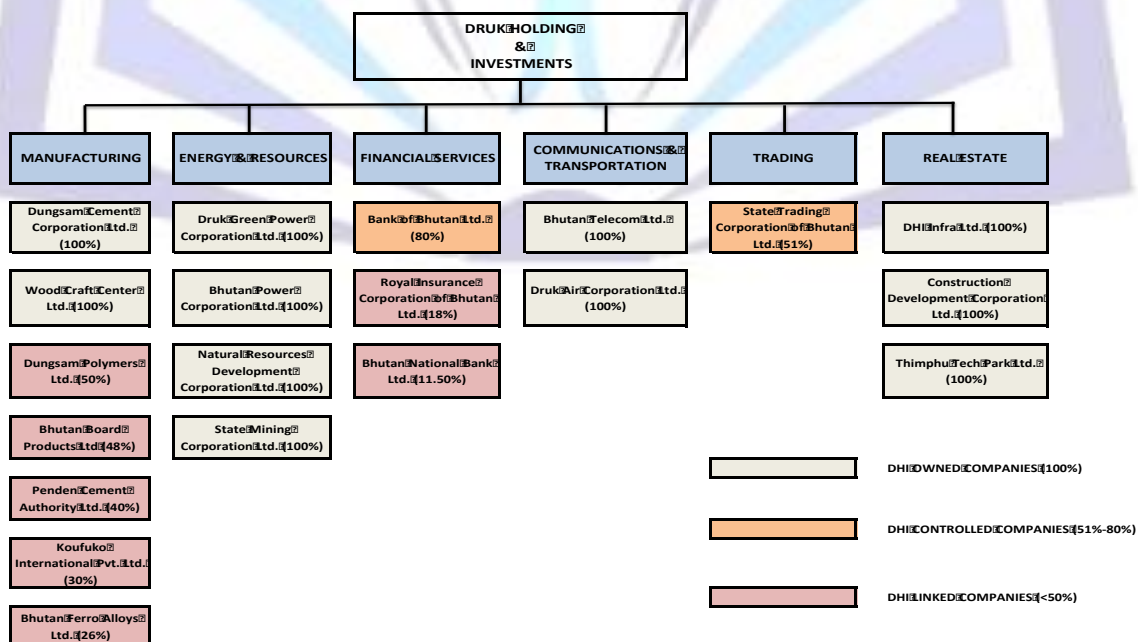 DRUK HOLDING
&
INVESTMENTS
MANUFACTURING
ENERGY & RESOURCES
FINANCIAL SERVICES
COMMUNICATIONS &
TRANSPORTATION
TRADING
REAL ESTATE
Dungsam Cement
Corporation Ltd.
(100%)
Wood Craft Center
Ltd. (100%)
Dungsam Polymers
Ltd. (50%)
Bhutan Board
Products Ltd (48%)
Penden Cement
Authority Ltd. (40%)
Koufuko
International Pvt. Ltd.
(30%)
Bhutan Ferro Alloys
Ltd. (26%)
Druk Green Power
Corporation Ltd. (100%)
Bhutan Power
Corporation Ltd. (100%)
Natural Resources
Development
Corporation Ltd. (100%)
State Mining
Corporation Ltd. (100%)
Bank of Bhutan Ltd.
(80%)
Royal Insurance
Corporation of Bhutan
Ltd. (18%)
Bhutan National Bank
Ltd. (11.50%)
Bhutan Telecom Ltd.
(100%)
Druk Air Corporation Ltd.
(100%)
State Trading
Corporation of Bhutan
Ltd. (51%)
DHI Infra Ltd. (100%)
Construction
Development Corporation
Ltd. (100%)
Thimphu Tech Park Ltd.
(100%)
DHI OWNED COMPANIES (100%)
DHI CONTROLLED COMPANIES (51%-80%)
DHI LINKED COMPANIES (<50%)